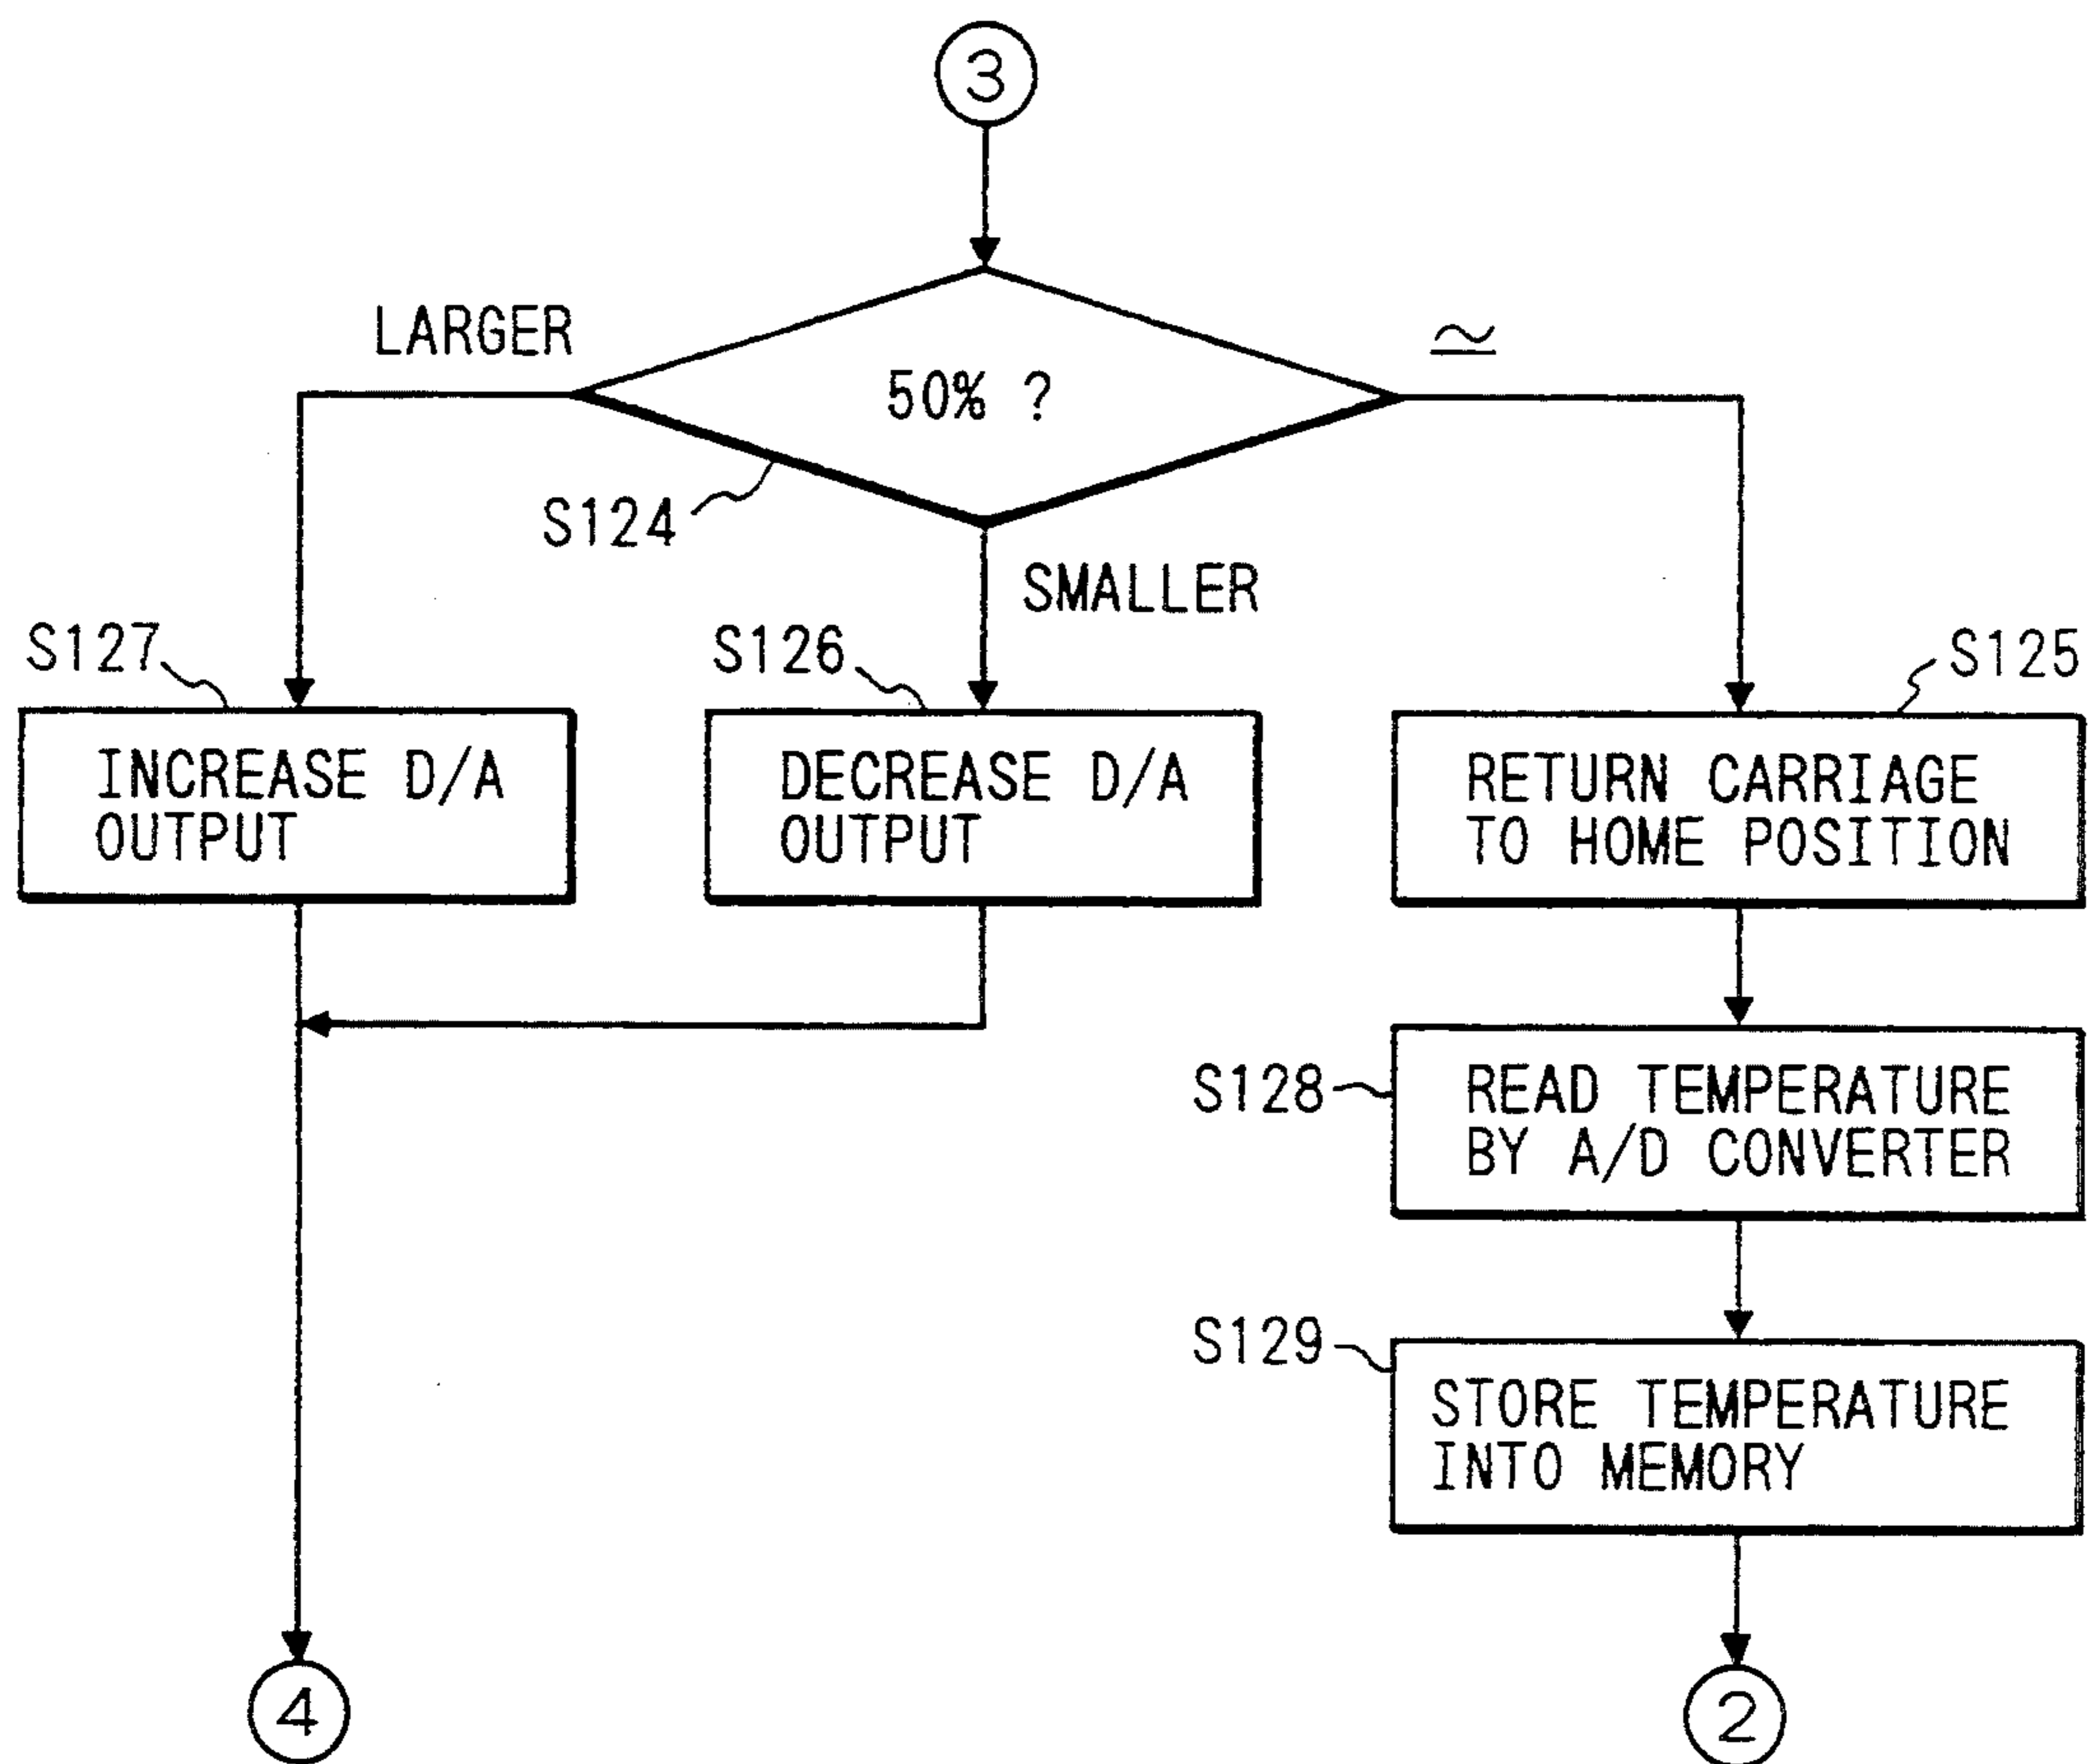 3
LARGER
≃
50% ?
S124
SMALLER
S127
S126
S125
INCREASE D/A
OUTPUT
DECREASE D/A
OUTPUT
RETURN CARRIAGE
TO HOME POSITION
S128
READ TEMPERATURE
BY A/D CONVERTER
S129
STORE TEMPERATURE
INTO MEMORY
4
2